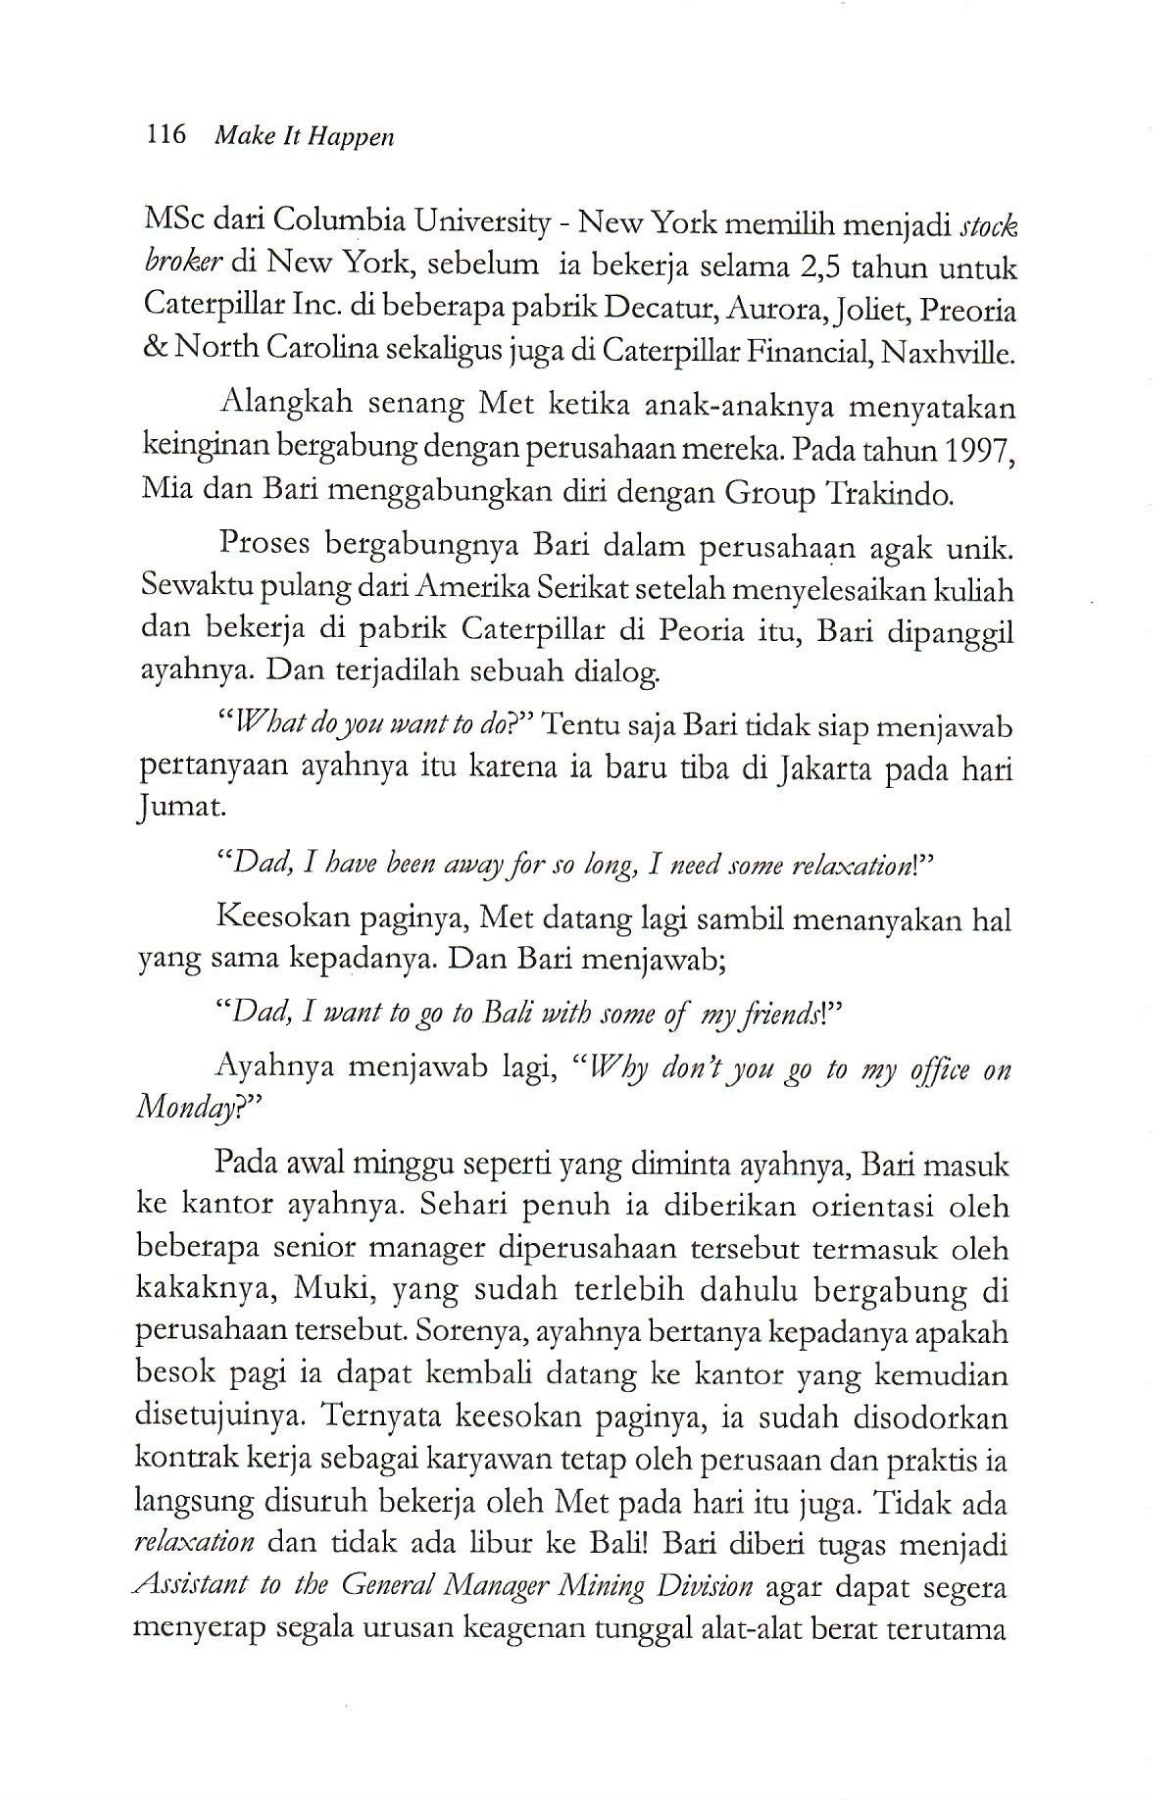 116 Make It Happen
MSc dari Columbia University - New York memilih menjadi stock
broker di New York, sebelum ia bekerja selama 2,5 tahun untuk
Caterpillar Inc. di beberapa pabrik Decatur, Aurora, Joliet, Preoria
& North Carolina sekaligus juga di Caterpillar Financial, Naxhville.
Alangkah senang Met ketika anak-anaknya menyatakan
keinginan bergabung dengan perusahaan mereka. Pada tahun 1997,
Mia dan Bari menggabungkan diri dengan Group Trakindo.
Proses bergabungnya Bari dalam perusahaan agak unik.
Sewaktu pulang dari Amerika Serikat setelah menyelesaikan kuliah
dan bekerja di pabrik Caterpillar di Peoria itu, Bari dipanggil
ayahnya. Dan terjadilah sebuah dialog.
“What do you want to do?” Tentu saja Bari tidak siap menjawab
pertanyaan ayahnya itu karena ia baru tiba di Jakarta pada hari
Jumat.
“Dad, I have been away for so long, I need some relaxation!”
Keesokan paginya, Met datang lagi sambil menanyakan hal
yang sama kepadanya. Dan Bari menjawab;
“Dad, I want to go to Bali with some of my friends!”
Ayahnya menjawab lagi, “Why don’t you go to my office on
Monday?”
Pada awal minggu seperti yang diminta ayahnya, Bari masuk
ke kantor ayahnya. Sehari penuh ia diberikan orientasi oleh
beberapa senior manager diperusahaan tersebut termasuk oleh
kakaknya, Muki, yang sudah terlebih dahulu bergabung di
perusahaan tersebut. Sorenya, ayahnya bertanya kepadanya apakah
besok pagi ia dapat kembali datang ke kantor yang kemudian
disetujuinya. Ternyata keesokan paginya, ia sudah disodorkan
kontrak kerja sebagai karyawan tetap oleh perusaan dan praktis ia
langsung disuruh bekerja oleh Met pada hari itu juga. Tidak ada
relaxation dan tidak ada libur ke Bali! Bari diberi tugas menjadi
Assistant to the General Manager Mining Division agar dapat segera
menyerap segala urusan keagenan tunggal alat-alat berat terutama